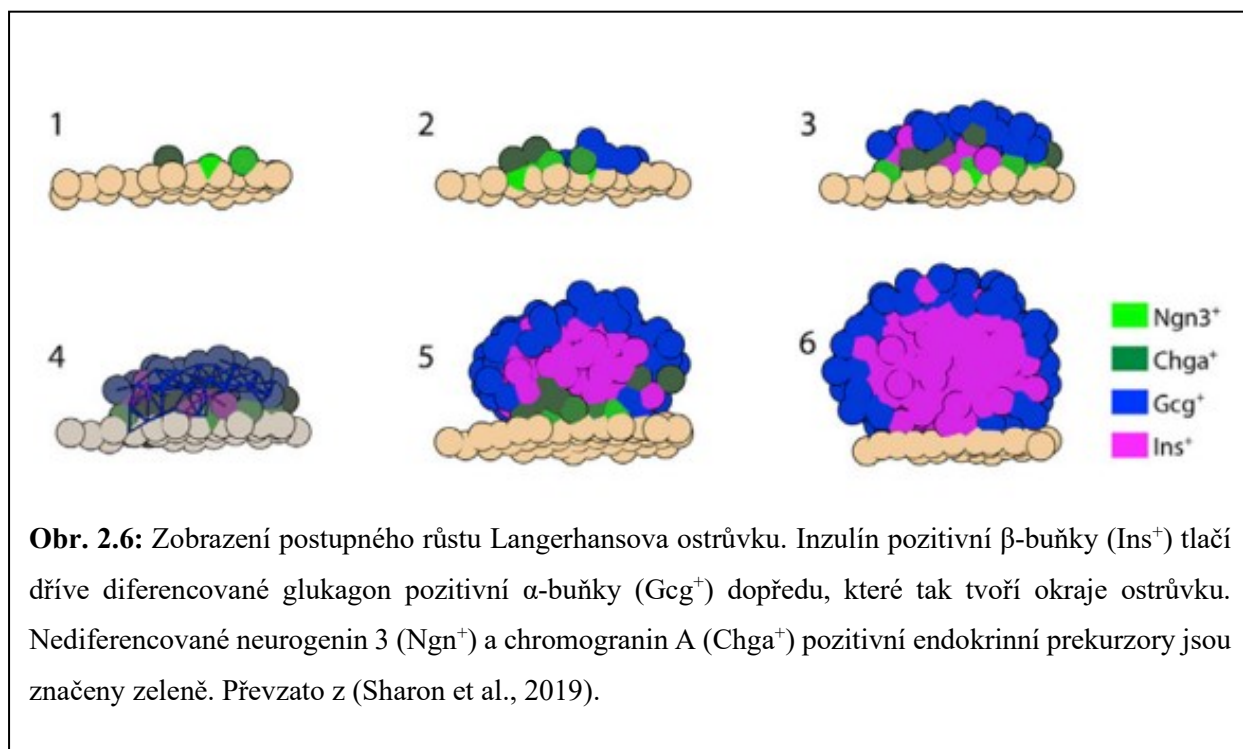 1
2
3
4
5
6
Ngn3⁺
Chga⁺
Gcg⁺
Ins⁺
Obr. 2.6: Zobrazení postupného růstu Langerhansova ostrůvku. Inzulín pozitivní β-buňky (Ins⁺) tlačí
dříve diferencované glukagon pozitivní α-buňky (Gcg⁺) dopředu, které tak tvoří okraje ostrůvku.
Nediferencované neurogenin 3 (Ngn⁺) a chromogranin A (Chga⁺) pozitivní endokrinní prekurzory jsou
značeny zeleně. Převzato z (Sharon et al., 2019).